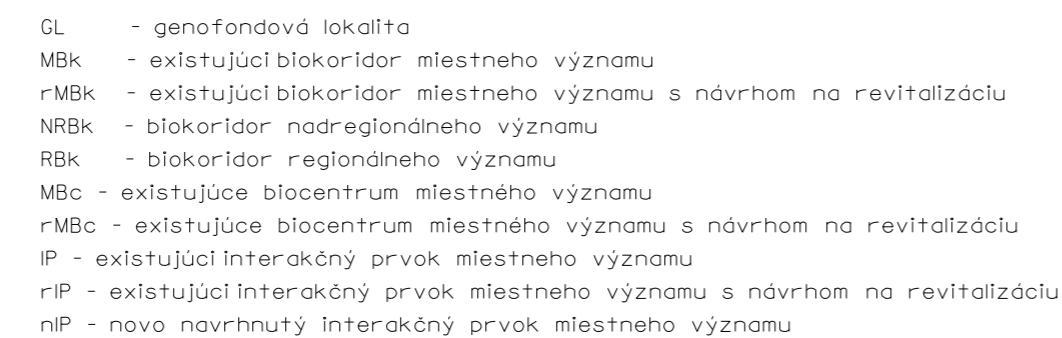 GL - genofondová lokalita
MBk - existujúci biokoridor miestneho významu
rMBk - existujúci biokoridor miestneho významu s návrhom na revitalizáciu
NRBk - biokoridor nadregionálneho významu
RBk - biokoridor regionálneho významu
MBc - existujúce biocentrum miestného významu
rMBc - existujúce biocentrum miestného významu s návrhom na revitalizáciu
IP - existujúci interakčný prvok miestneho významu
rIP - existujúci interakčný prvok miestneho významu s návrhom na revitalizáciu
nIP - novo navrhnutý interakčný prvok miestneho významu